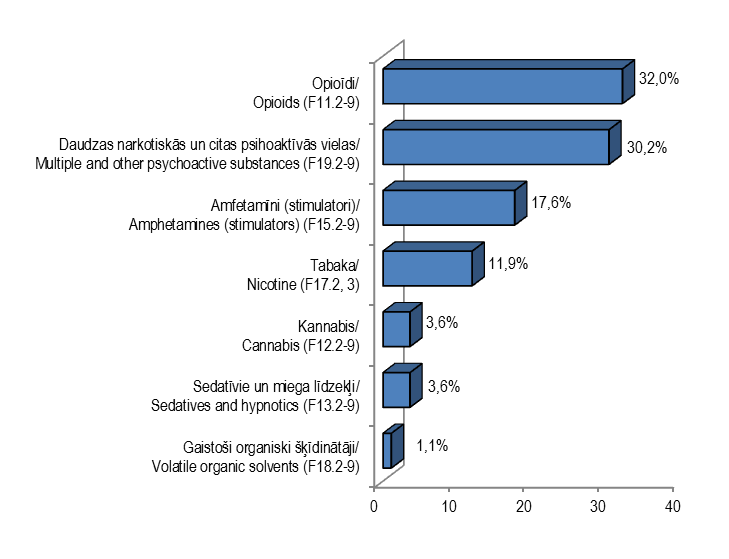 Opioīdi/
Opioids (F11.2-9)
32,0%
Daudzas narkotiskās un citas psihoaktīvās vielas/
Multiple and other psychoactive substances (F19.2-9)
30,2%
Amfetamīni (stimulatori)/
Amphetamines (stimulators) (F15.2-9)
17,6%
Tabaka/
Nicotine (F17.2, 3)
11,9%
Kannabis/
Cannabis (F12.2-9)
3,6%
Sedatīvie un miega līdzekļi/
Sedatives and hypnotics (F13.2-9)
3,6%
Gaistoši organiski šķīdinātāji/
Volatile organic solvents (F18.2-9)
1,1%
0 10 20 30 40